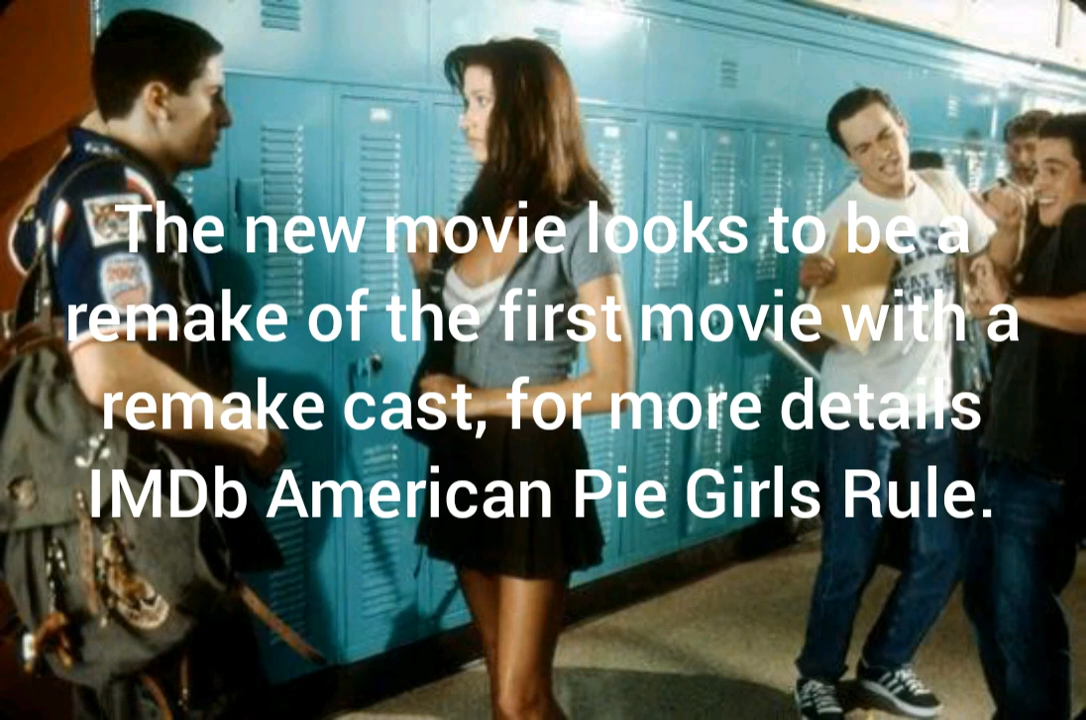 The new movie looks to be a
remake of the first movie with a
remake cast, for more details
IMDb American Pie Girls Rule.